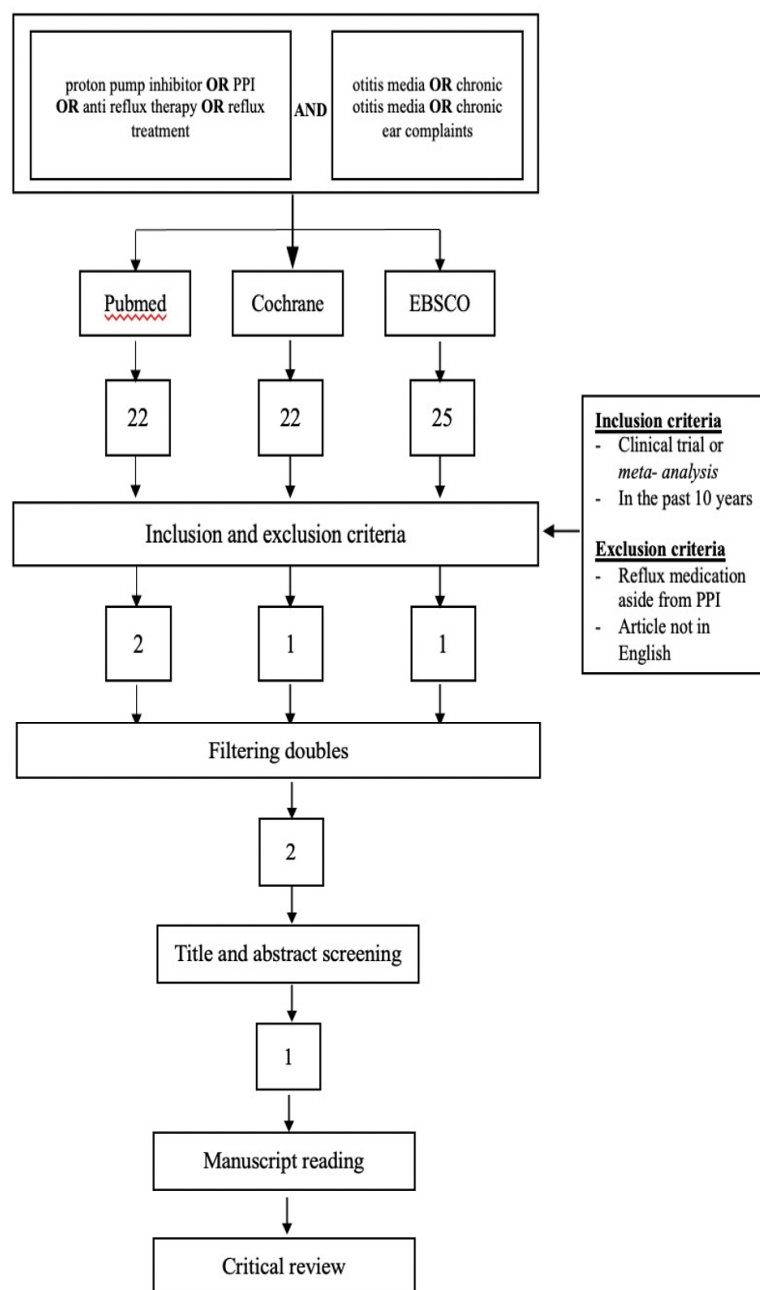 proton pump inhibitor OR PPI
OR anti reflux therapy OR reflux
treatment
AND
otitis media OR chronic
otitis media OR chronic
ear complaints
Pubmed
Cochrane
EBSCO
22
22
25
Inclusion criteria
- Clinical trial or
meta- analysis
- In the past 10 years
Exclusion criteria
- Reflux medication
aside from PPI
- Article not in
English
Inclusion and exclusion criteria
2
1
1
Filtering doubles
2
Title and abstract screening
1
Manuscript reading
Critical review